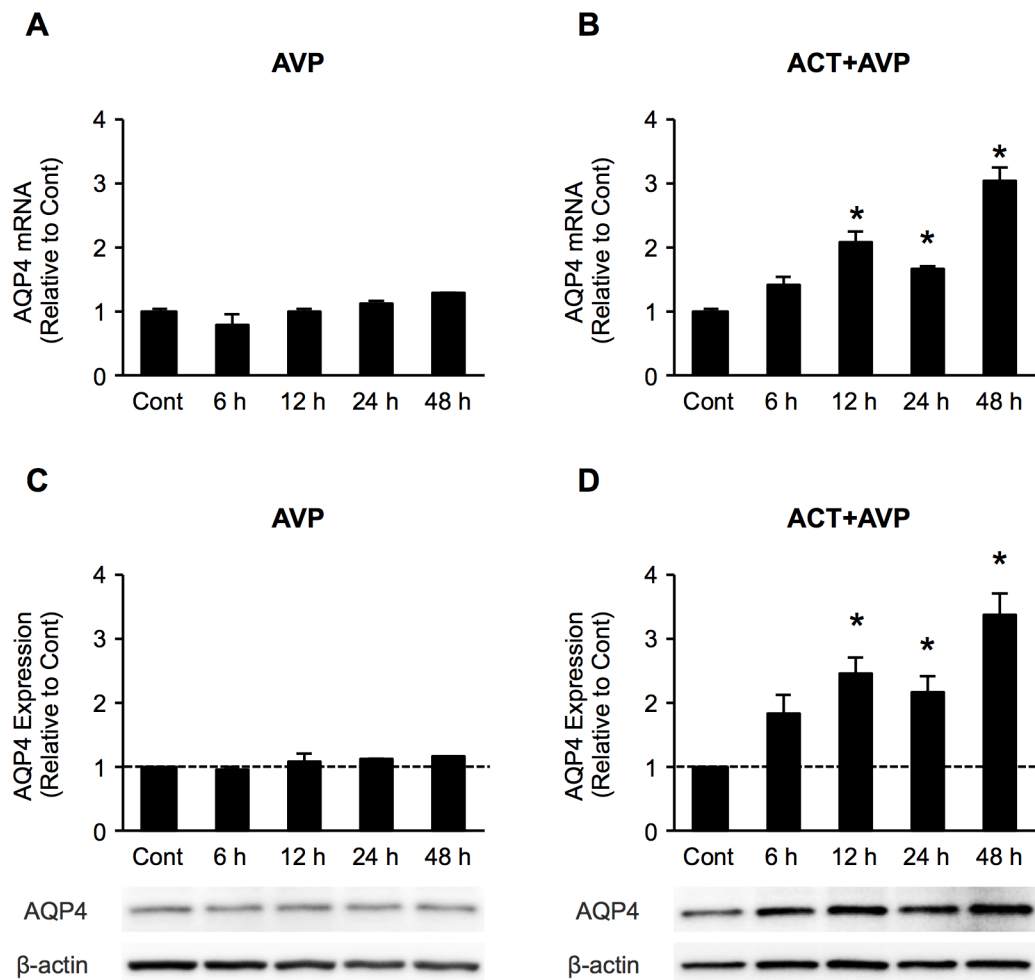 A
AVP
AQP4 mRNA
(Relative to Cont)
4
3
2
1
0
Cont 6 h 12 h 24 h 48 h
B
ACT+AVP
AQP4 mRNA
(Relative to Cont)
4
3
2
1
0
* * *
Cont 6 h 12 h 24 h 48 h
C
AVP
AQP4 Expression
(Relative to Cont)
4
3
2
1
0
Cont 6 h 12 h 24 h 48 h
AQP4
β-actin
D
ACT+AVP
AQP4 Expression
(Relative to Cont)
4
3
2
1
0
* * *
Cont 6 h 12 h 24 h 48 h
AQP4
β-actin